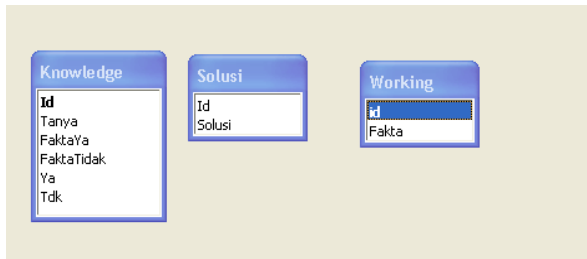 Knowledge
Id
Tanya
FaktaYa
FaktaTidak
Ya
Tdk
Solusi
Id
Solusi
Working
id
Fakta